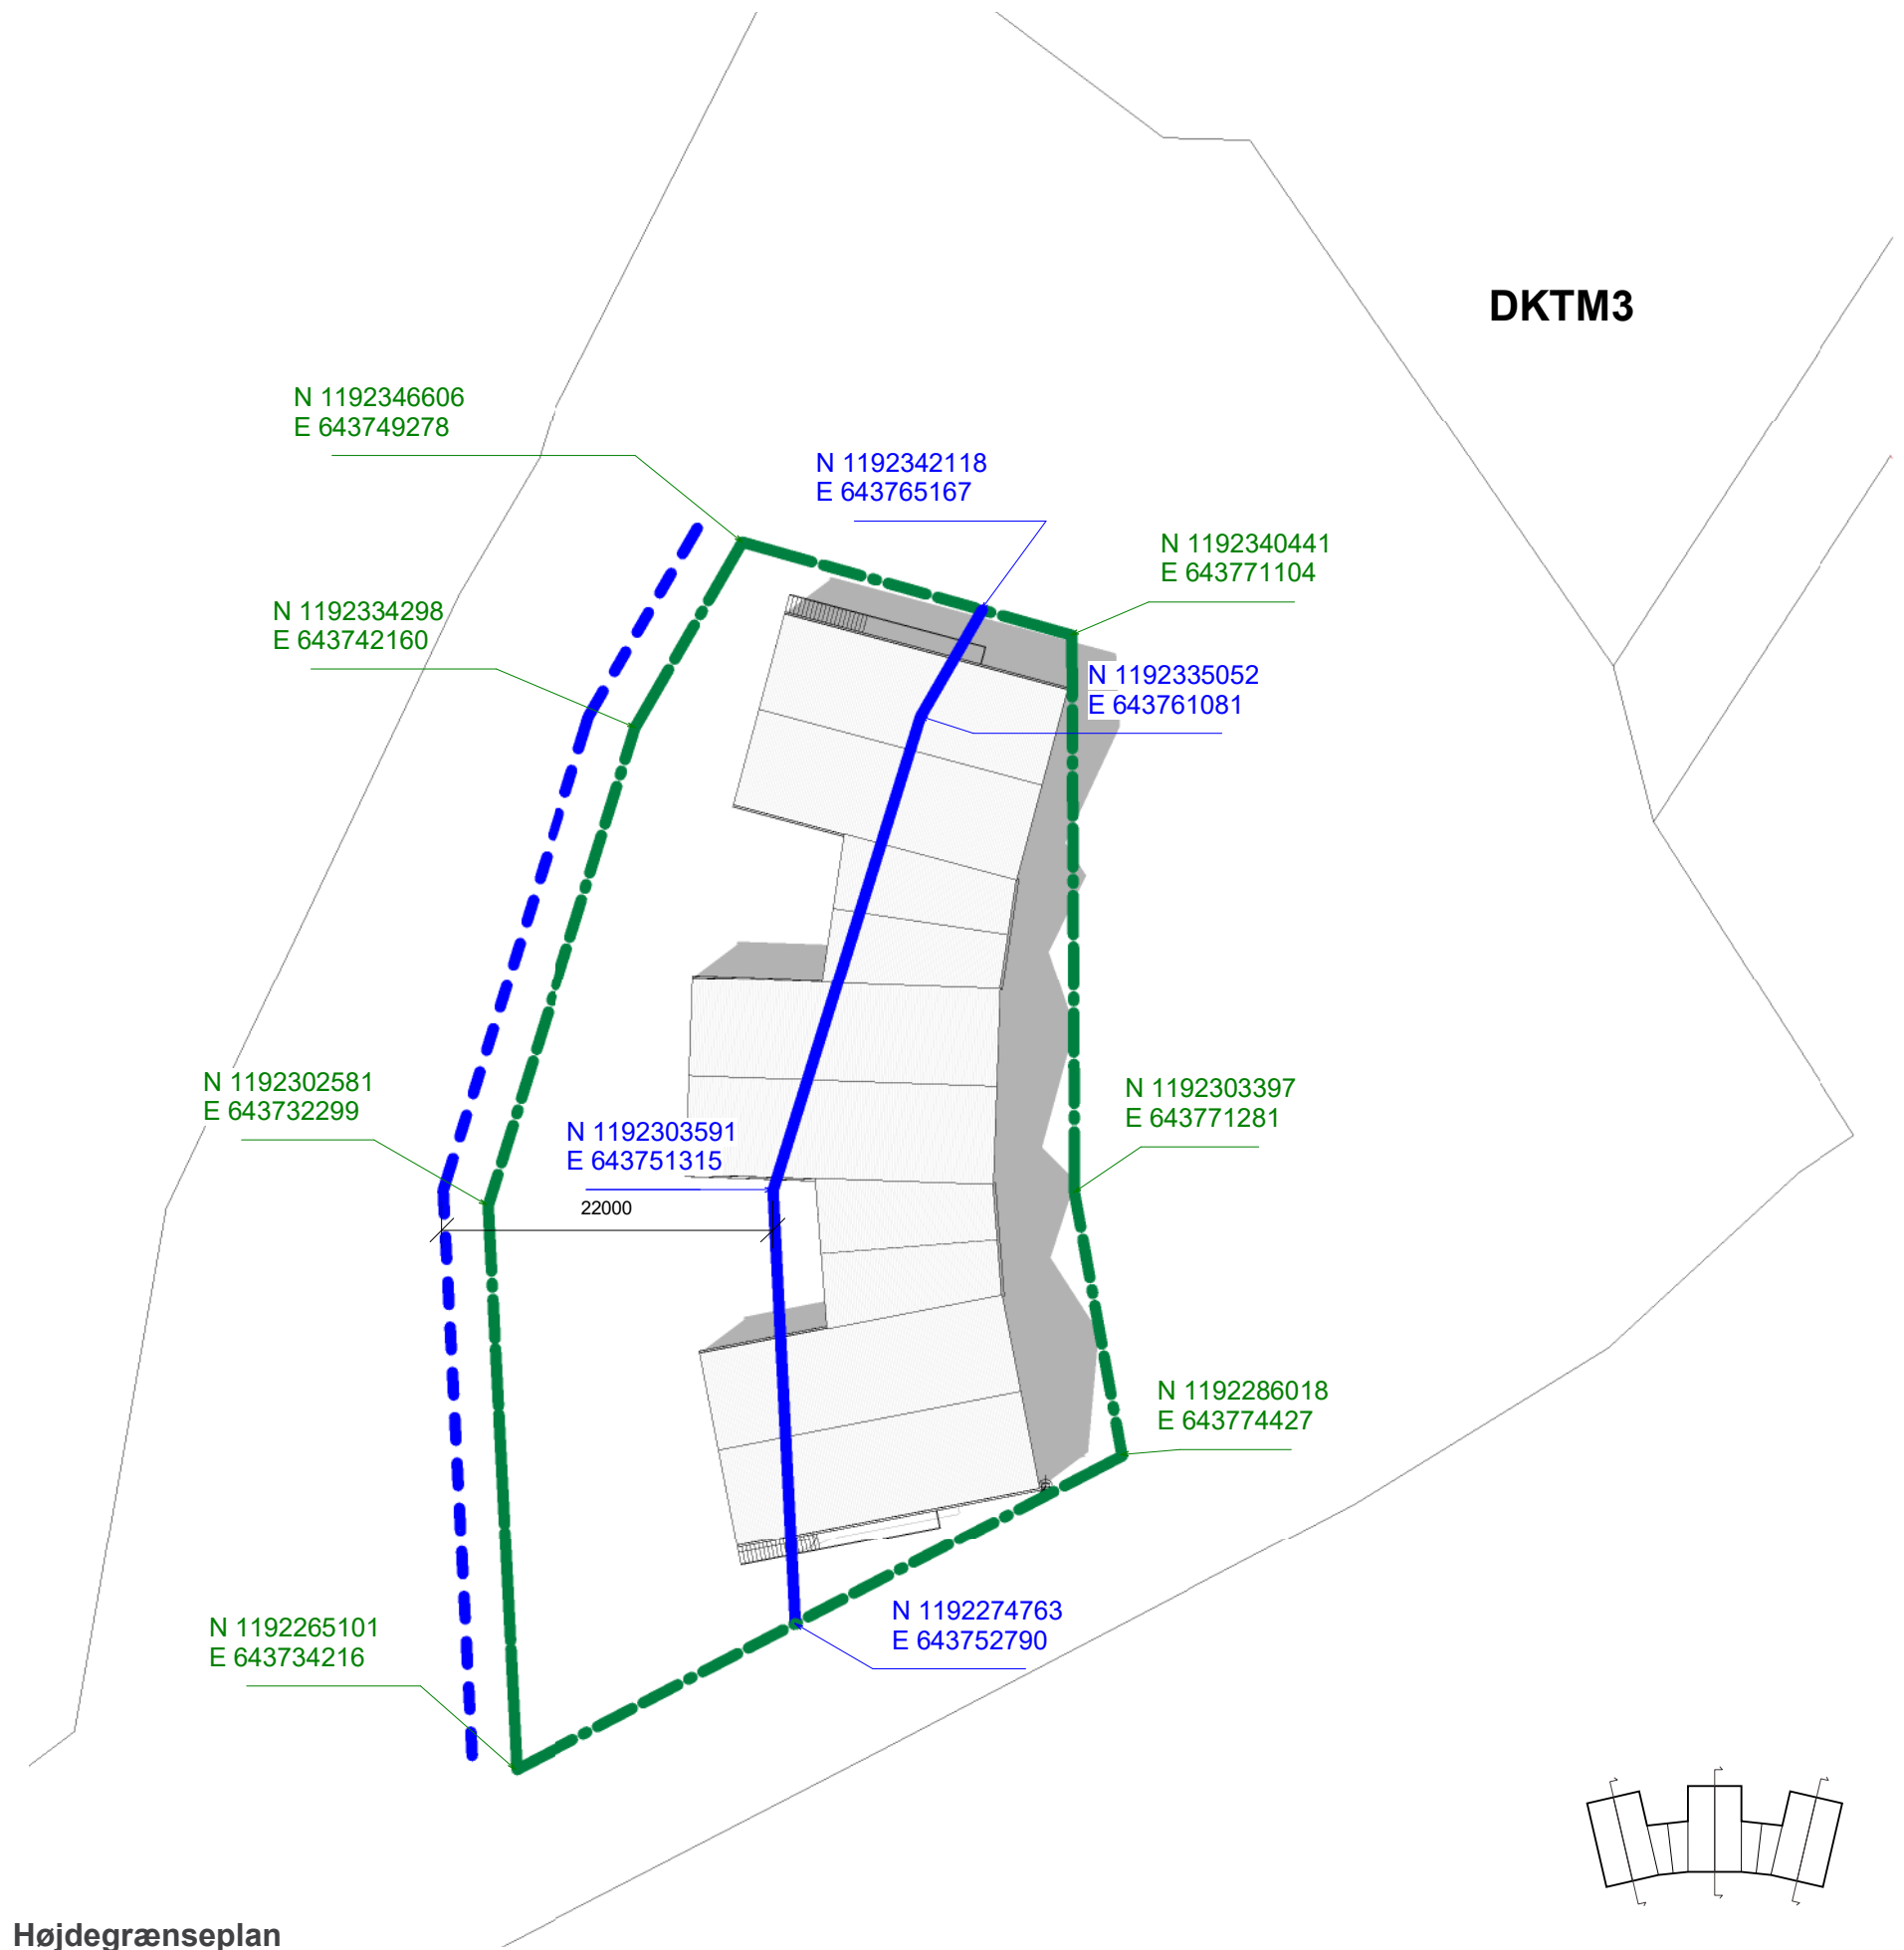 DKTM3
N 1192346606
E 643749278
N 1192342118
E 643765167
N 1192340441
E 643771104
N 1192334298
E 643742160
N 1192335052
E 643761081
N 1192302581
E 643732299
N 1192303397
E 643771281
N 1192303591
E 643751315
22000
N 1192286018
E 643774427
N 1192274763
E 643752790
N 1192265101
E 643734216
Højdegrænseplan